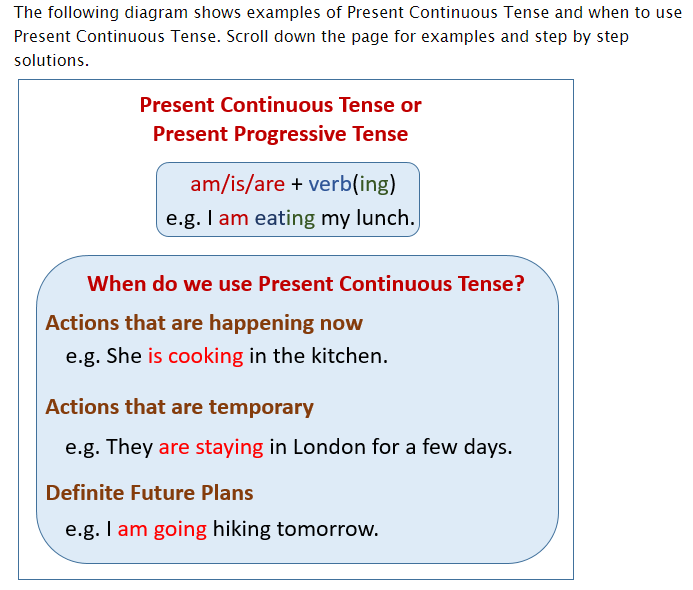 The following diagram shows examples of Present Continuous Tense and when to use
Present Continuous Tense. Scroll down the page for examples and step by step
solutions.
Present Continuous Tense or
Present Progressive Tense
am/is/are + verb(ing)
e.g. I am eating my lunch.
When do we use Present Continuous Tense?
Actions that are happening now
e.g. She is cooking in the kitchen.
Actions that are temporary
e.g. They are staying in London for a few days.
Definite Future Plans
e.g. I am going hiking tomorrow.